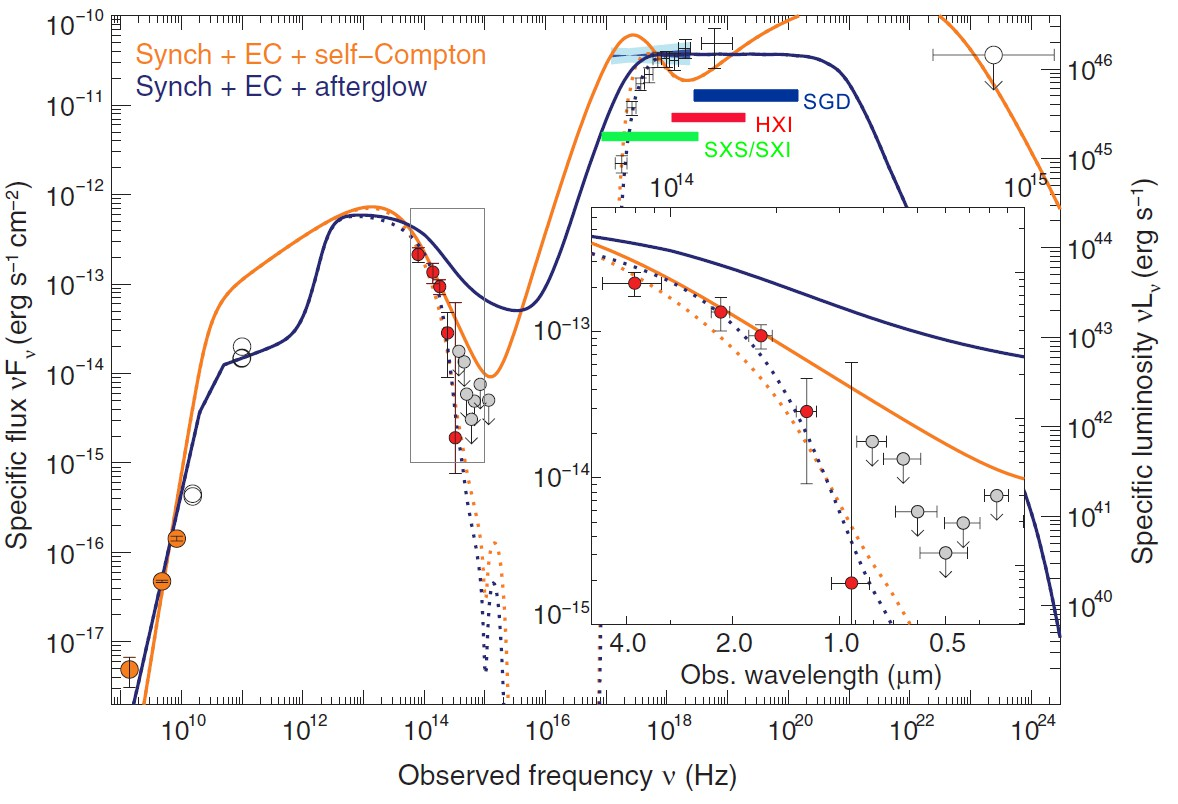 Synch + EC + self−Compton
Synch + EC + afterglow
SGD
HXI
SXS/SXI
10⁻¹⁰
10⁻¹¹
10⁻¹²
10⁻¹³
10⁻¹⁴
10⁻¹⁵
10⁻¹⁶
10⁻¹⁷
Specific flux νFν (erg s⁻¹ cm⁻²)
10⁴⁶
10⁴⁵
10⁴⁴
10⁴³
10⁴²
10⁴¹
10⁴⁰
Specific luminosity νLν (erg s⁻¹)
10¹⁴ 10¹⁵
10⁻¹³
10⁻¹⁴
10⁻¹⁵
4.0 2.0 1.0 0.5
Obs. wavelength (μm)
10¹⁰ 10¹² 10¹⁴ 10¹⁶ 10¹⁸ 10²⁰ 10²² 10²⁴
Observed frequency ν (Hz)